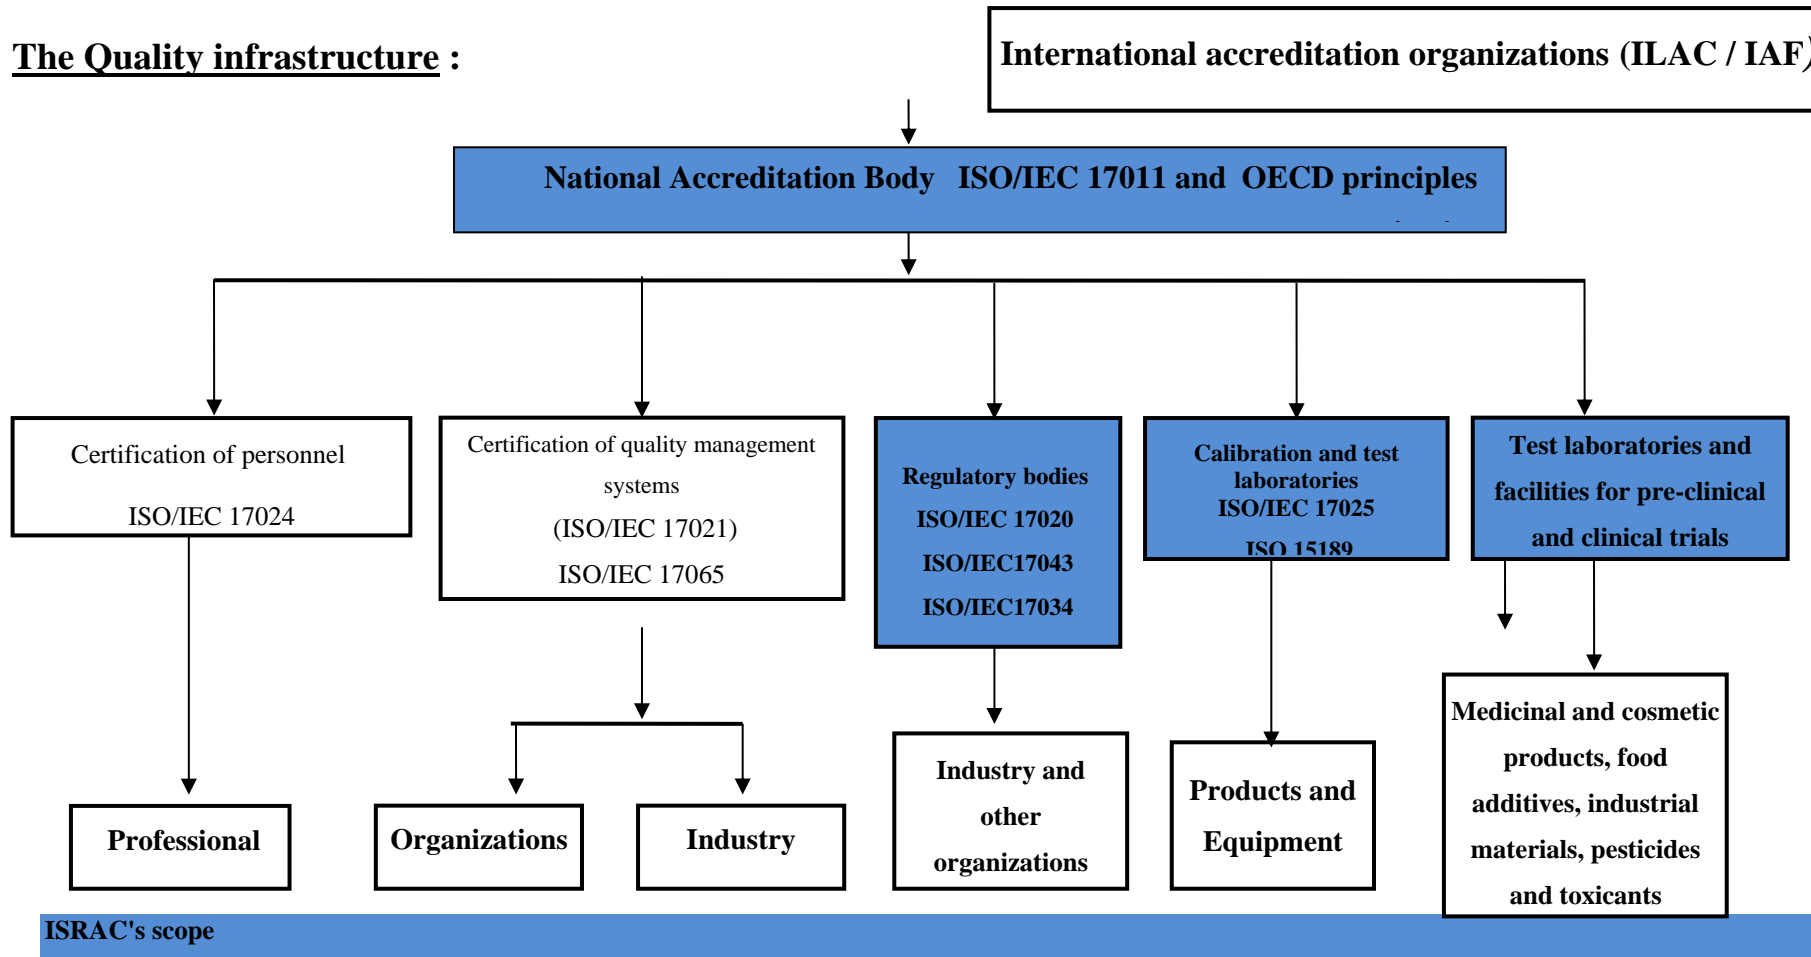 The Quality infrastructure :
International accreditation organizations (ILAC / IAF)
National Accreditation Body ISO/IEC 17011 and OECD principles
Certification of personnel
ISO/IEC 17024
Certification of quality management
systems
(ISO/IEC 17021)
ISO/IEC 17065
Regulatory bodies
ISO/IEC 17020
ISO/IEC17043
ISO/IEC17034
Calibration and test
laboratories
ISO/IEC 17025
ISO 15189
Test laboratories and
facilities for pre-clinical
and clinical trials
Professional
Organizations
Industry
Industry and
other
organizations
Products and
Equipment
Medicinal and cosmetic
products, food
additives, industrial
materials, pesticides
and toxicants
ISRAC's scope